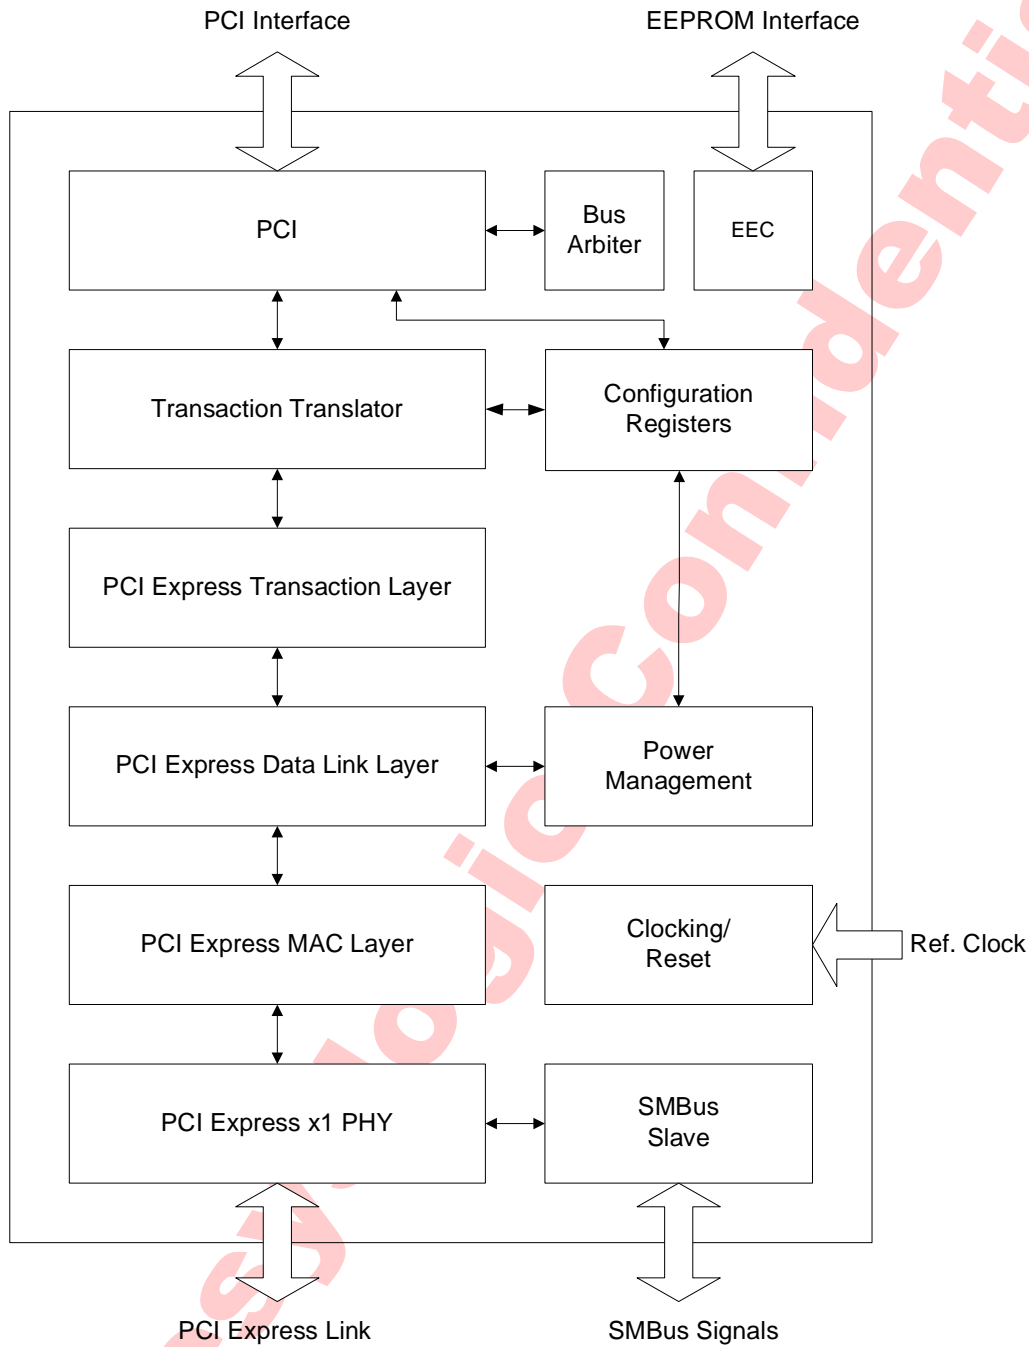 PCI Interface
EEPROM Interface
PCI
Bus
Arbiter
EEC
Transaction Translator
Configuration
Registers
PCI Express Transaction Layer
PCI Express Data Link Layer
Power
Management
PCI Express MAC Layer
Clocking/
Reset
Ref. Clock
PCI Express x1 PHY
SMBus
Slave
PCI Express Link
SMBus Signals